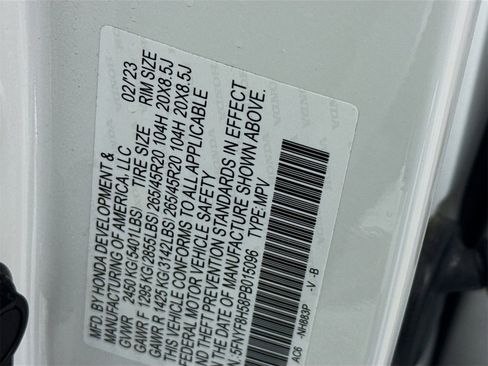 MFD. BY HONDA DEVELOPMENT & 02/23
MANUFACTURING OF AMERICA, LLC
GVWR 2450 KG(5401LBS) TIRE SIZE RIM SIZE
GAWR F 1295 KG(2855LBS) 265/45R20 104H 20X8.5J
GAWR R 1425 KG(3142LBS) 265/45R20 104H 20X8.5J
THIS VEHICLE CONFORMS TO ALL APPLICABLE
FEDERAL MOTOR VEHICLE SAFETY
AND THEFT PREVENTION STANDARDS IN EFFECT
ON THE DATE OF MANUFACTURE SHOWN ABOVE.
5FNYF8H59PB015096 TYPE:MPV
AC6 -NH883P -V -B
HONDA